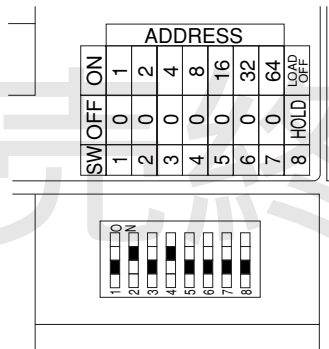 ADDRESS
ON 1 2 4 8 16 32 64 LOAD OFF
OFF 0 0 0 0 0 0 0 HOLD
SW 1 2 3 4 5 6 7 8
ON
1 2 3 4 5 6 7 8
売終